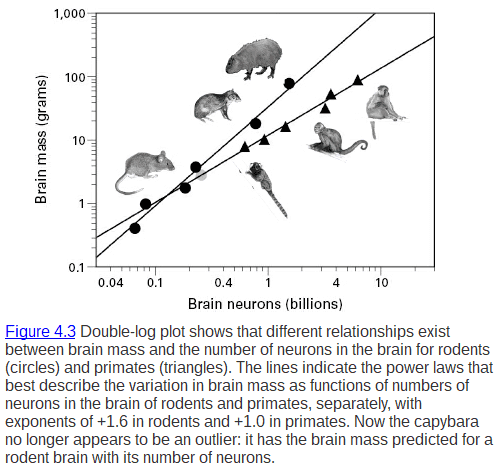 1,000
100
10
1
0.1
Brain mass (grams)
0.04 0.1 0.4 1 4 10
Brain neurons (billions)
Figure 4.3 Double-log plot shows that different relationships exist
between brain mass and the number of neurons in the brain for rodents
(circles) and primates (triangles). The lines indicate the power laws that
best describe the variation in brain mass as functions of numbers of
neurons in the brain of rodents and primates, separately, with
exponents of +1.6 in rodents and +1.0 in primates. Now the capybara
no longer appears to be an outlier: it has the brain mass predicted for a
rodent brain with its number of neurons.